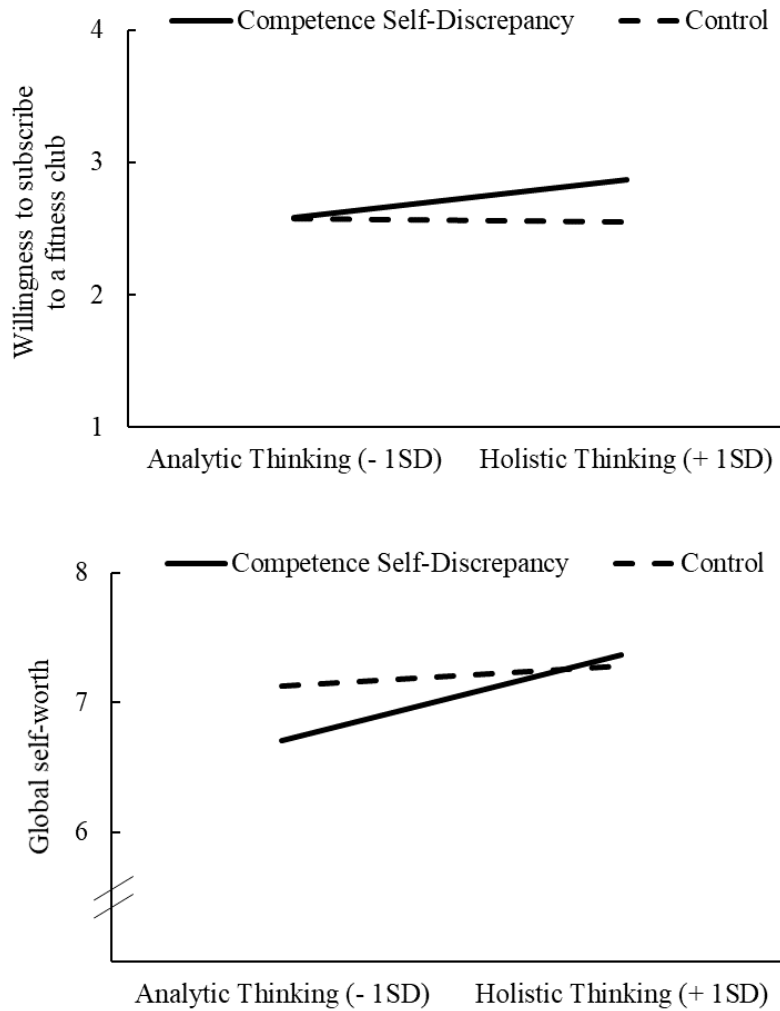 Competence Self-Discrepancy Control
4
3
2
1
Willingness to subscribe
to a fitness club
Analytic Thinking (- 1SD) Holistic Thinking (+ 1SD)
Competence Self-Discrepancy Control
8
7
6
Global self-worth
Analytic Thinking (- 1SD) Holistic Thinking (+ 1SD)